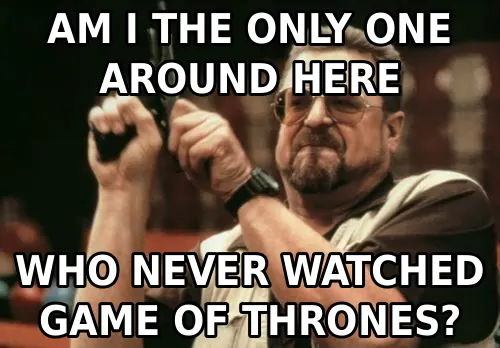 AM I THE ONLY ONE
AROUND HERE
WHO NEVER WATCHED
GAME OF THRONES?